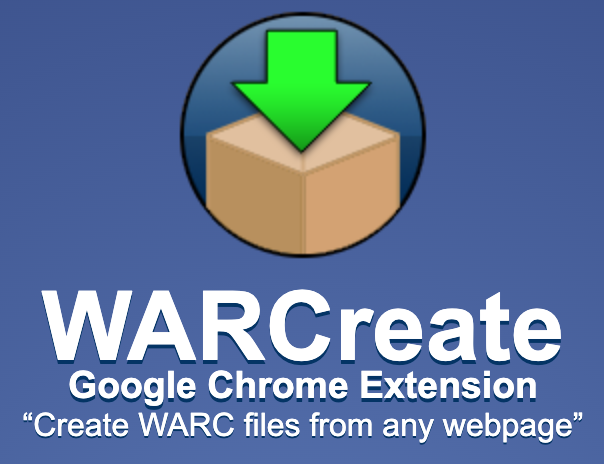 WARCreate
Google Chrome Extension
“Create WARC files from any webpage”